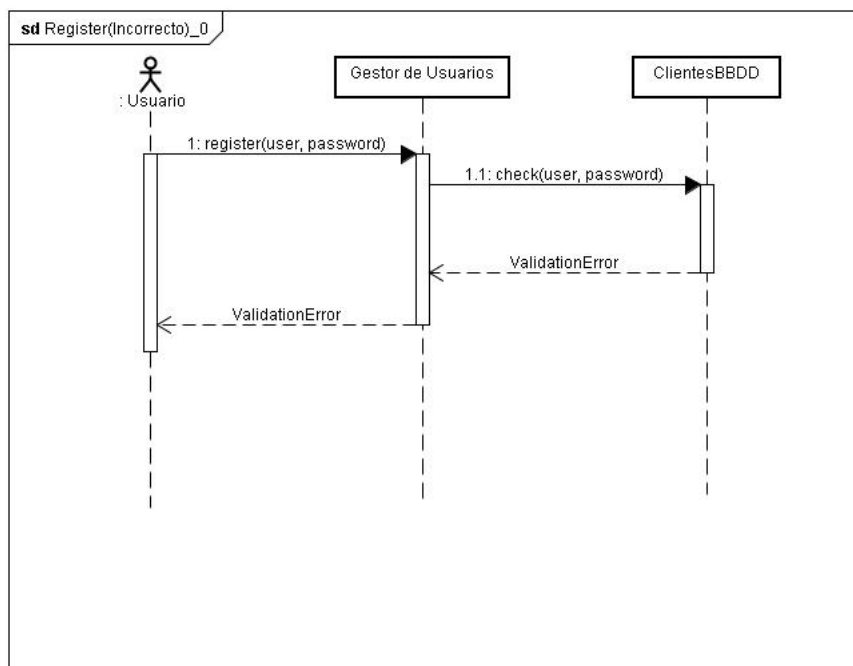 sd Register(Incorrecto)_0
: Usuario
Gestor de Usuarios
ClientesBBDD
1: register(user, password)
1.1: check(user, password)
ValidationError
ValidationError